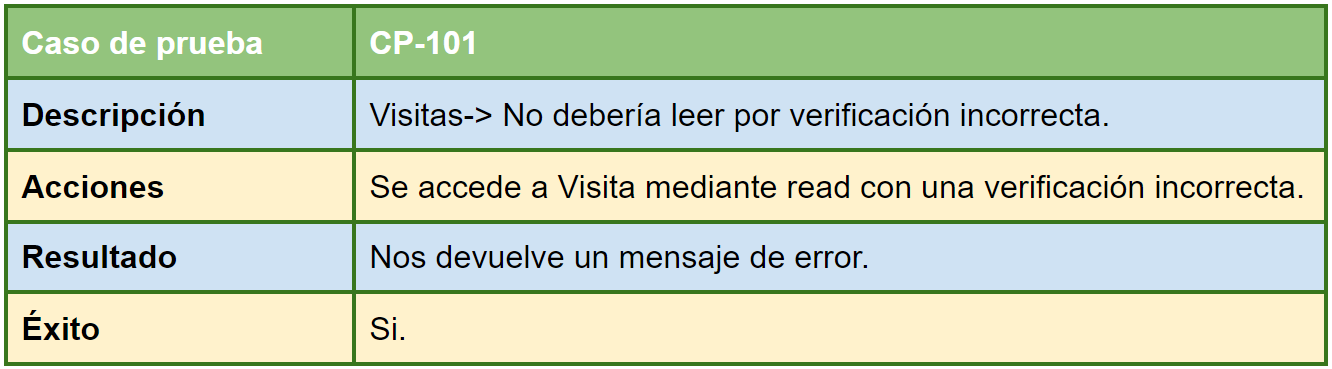 Caso de prueba CP-101
Descripción Visitas-> No debería leer por verificación incorrecta.
Acciones Se accede a Visita mediante read con una verificación incorrecta.
Resultado Nos devuelve un mensaje de error.
Éxito Si.